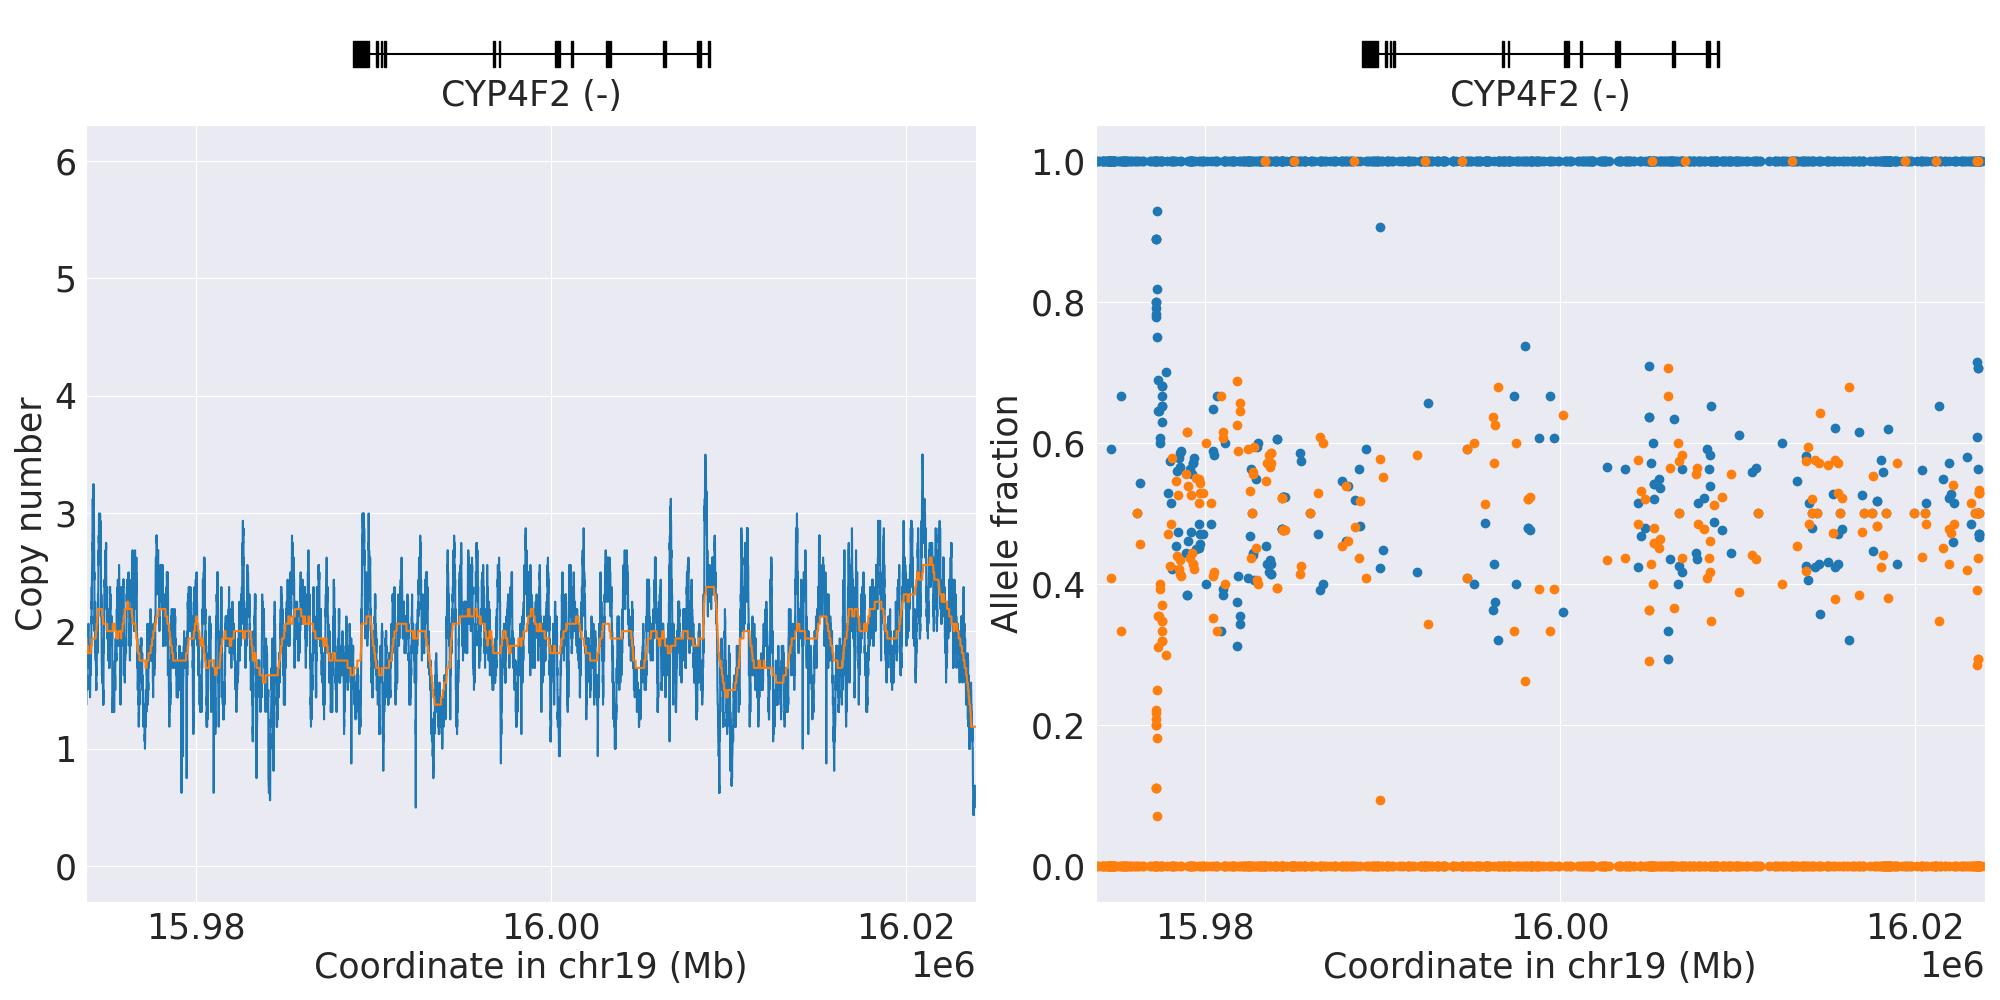 CYP4F2 (-)
6
5
4
3
2
1
0
Copy number
15.98
16.00
16.02
Coordinate in chr19 (Mb)
1e6
CYP4F2 (-)
1.0
0.8
0.6
0.4
0.2
0.0
Allele fraction
15.98
16.00
16.02
Coordinate in chr19 (Mb)
1e6